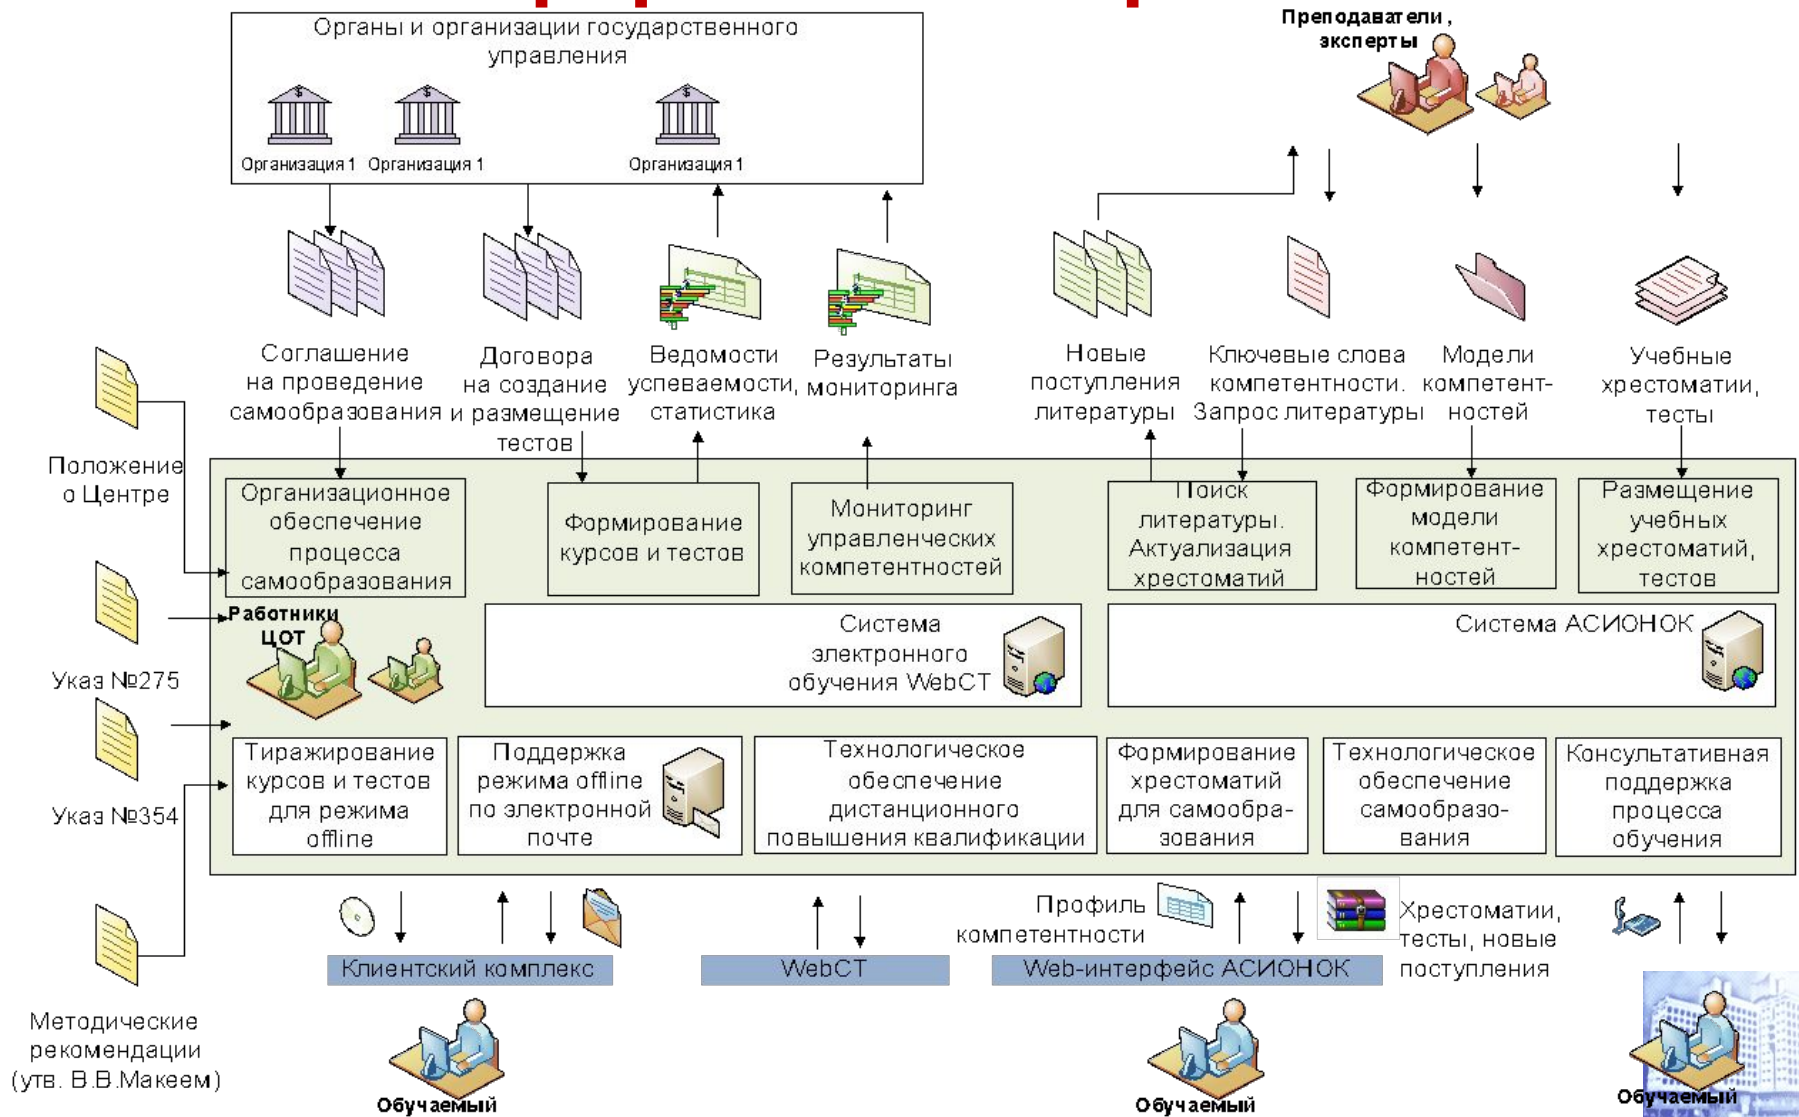 Органы и организации государственного
управления
Организация 1
Организация 1
Организация 1
Преподаватели,
эксперты
Соглашение
на проведение
самообразования
Договора
на создание
и размещение
тестов
Ведомости
успеваемости,
статистика
Результаты
мониторинга
Новые
поступления
литературы
Ключевые слова
компетентности.
Запрос литературы
Модели
компетент-
ностей
Учебные
хрестоматии,
тесты
Положение
о Центре
Указ №275
Указ №354
Методические
рекомендации
(утв. В.В.Макеем)
Организационное
обеспечение
процесса
самообразования
Формирование
курсов и тестов
Мониторинг
управленческих
компетентностей
Поиск
литературы.
Актуализация
хрестоматий
Формирование
модели
компетент-
ностей
Размещение
учебных
хрестоматий,
тестов
Работники
ЦОТ
Система
электронного
обучения WebCT
Система АСИОНОК
Тиражирование
курсов и тестов
для режима
offline
Поддержка
режима offline
по электронной
почте
Технологическое
обеспечение
дистанционного
повышения квалификации
Формирование
хрестоматий
для самообра-
зования
Технологическое
обеспечение
самообразо-
вания
Консультативная
поддержка
процесса
обучения
Профиль
компетентности
Хрестоматии,
тесты, новые
поступления
Клиентский комплекс
WebCT
Web-интерфейс АСИОНОК
Обучаемый
Обучаемый
Обучаемый